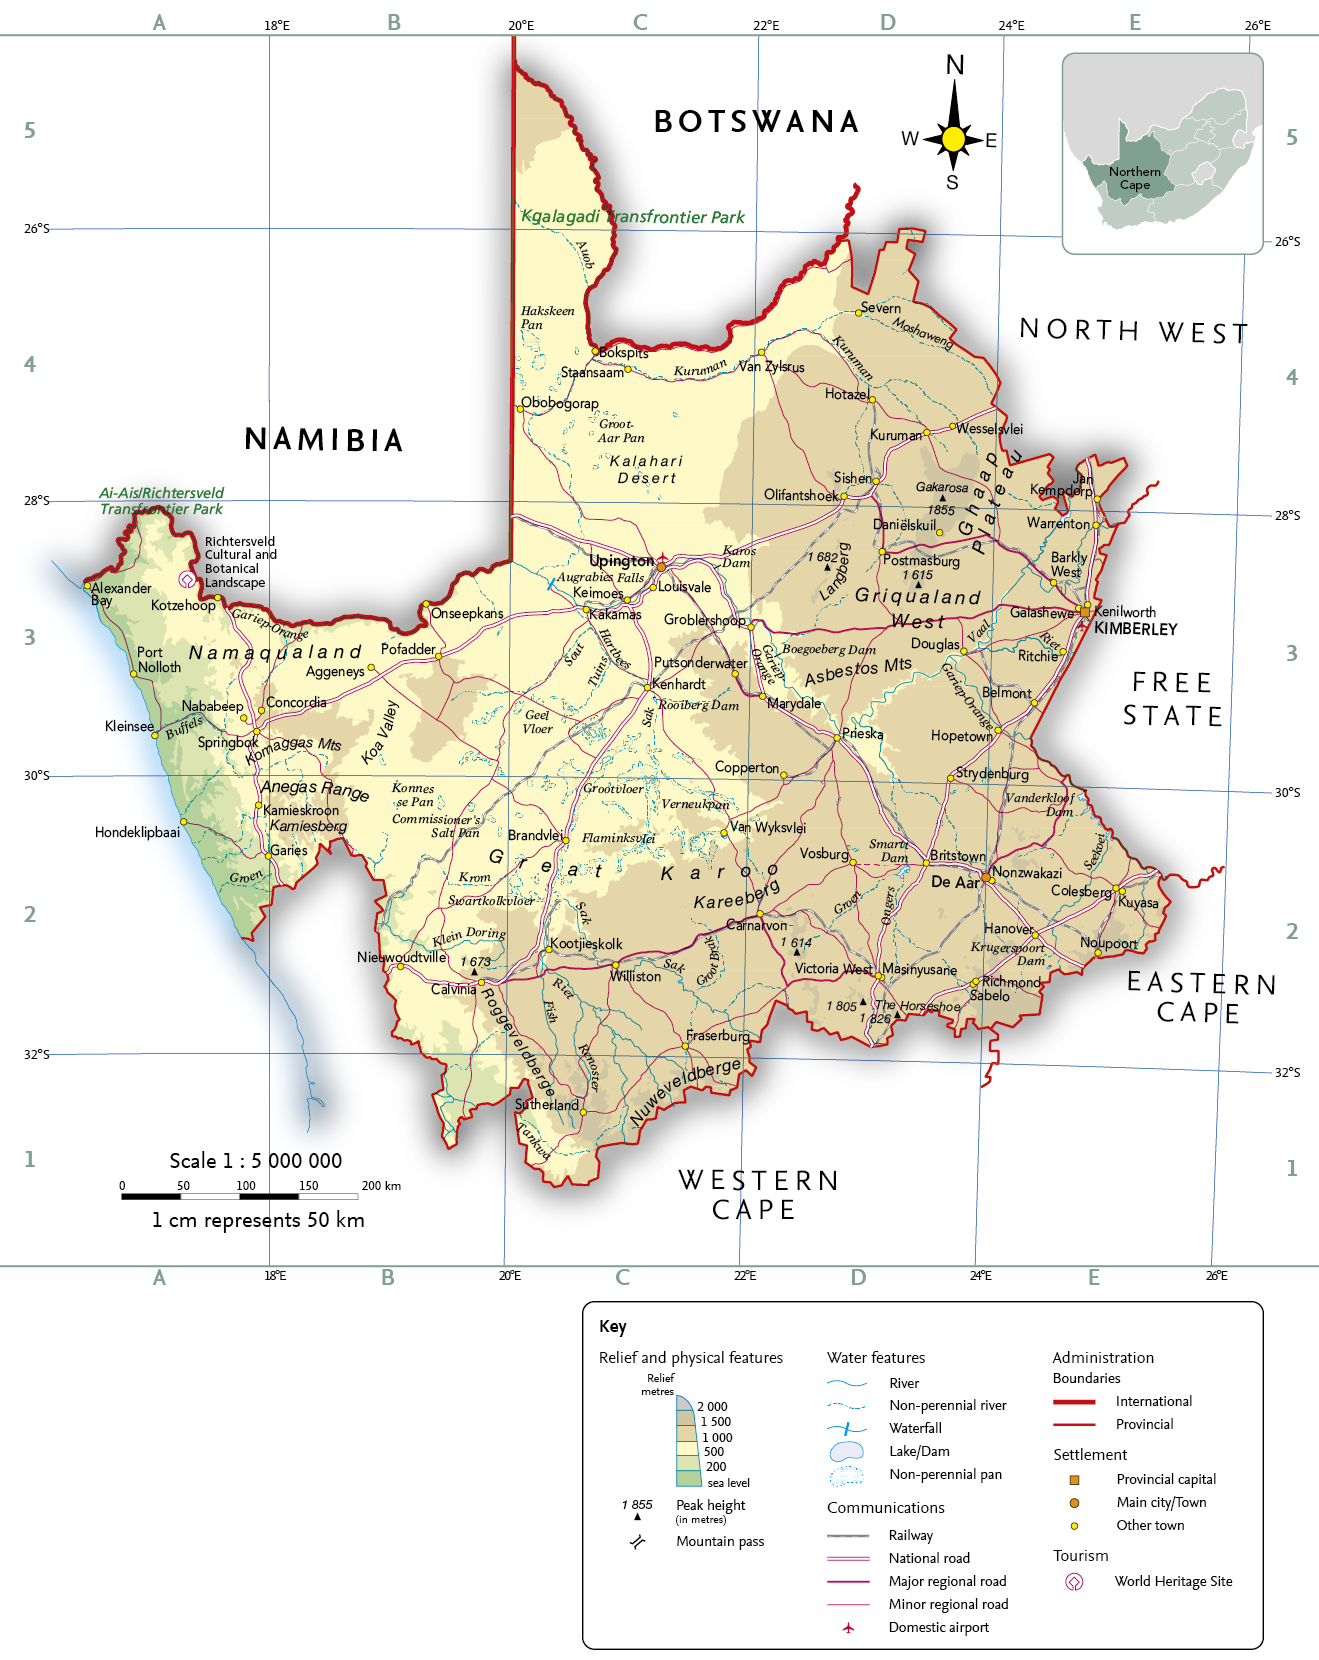 A
B
C
D
E
18°E
20°E
22°E
24°E
26°E
N
W
E
S
BOTSWANA
5
5
Northern
Cape
Kgalagadi Transfrontier Park
26°S
26°S
Auob
Hakskeen
Pan
Severn
Moshaweng
NORTH WEST
Bokspits
Staansaam
Kuruman
Van Zylsrus
Kuruman
4
4
Hotazel
Obobogorap
Groot-
Aar Pan
Kuruman
Wesselsvlei
NAMIBIA
Kalahari
Desert
Ghaap
Plateau
Sishen
Olifantshoek
Gakarosa
1855
Jan
Kempdorp
Ai-Ais/Richtersveld
Transfrontier Park
28°S
28°S
Daniëlskuil
Warrenton
Richtersveld
Cultural and
Botanical
Landscape
Upington
Karos
Dam
1 682
Langberg
Postmasburg
1 615
Barkly
West
Augrabies Falls
Alexander
Bay
Kotzehoop
Keimoes
Louisvale
Kakamas
Griqualand
West
Galashewe
Kenilworth
KIMBERLEY
Onseepkans
Gariep-Orange
Groblershoop
Vaal
Riet
3
3
Port
Nolloth
Namaqualand
Pofadder
Aggeneys
Sout
Tuins
Hartbees
Putsonderwater
Gariep
Orange
Boegoeberg Dam
Asbestos Mts
Douglas
Ritchie
Kenhardt
Rooiberg Dam
Marydale
Gariep-Orange
Belmont
FREE
STATE
Nababeep
Concordia
Kleinsee
Buffels
Springbok
Komaggas Mts
Koa Valley
Geel
Vloer
Sak
Prieska
Hopetown
Copperton
Strydenburg
30°S
30°S
Anegas Range
Konnes
se Pan
Grootvloer
Verneukpan
Vanderkloof
Dam
Kamieskroon
Kamiesberg
Commissioner's
Salt Pan
Hondeklipbaai
Brandvlei
Flaminksvlei
Van Wyksvlei
Garies
Great Karoo
Vosburg
Smartt
Dam
Britstown
Seekoei
Groen
Krom
De Aar
Nonzwakazi
Colesberg
Kuyasa
Swartkolkvloer
Kareeberg
Sak
Groen
Ongers
2
2
Carnarvon
Klein Doring
Kootjieskolk
1 614
Hanover
Noupoort
Krugerspoort
Dam
Nieuwoudtville
1 673
Sak
Groot Brak
Victoria West
Masinyusane
Calvinia
Williston
Richmond
Sabelo
EASTERN
CAPE
Riet
Fish
1 805
The Horseshoe
1 826
Roggeveldberge
Renoster
Fraserburg
32°S
32°S
Nuweveldberge
Sutherland
Tankwa
1
1
Scale 1 : 5 000 000
0 50 100 150 200 km
1 cm represents 50 km
WESTERN
CAPE
A
B
C
D
E
18°E
20°E
22°E
24°E
26°E
Key
Relief and physical features
Relief
metres
2 000
1 500
1 000
500
200
sea level
1 855
Peak height
(in metres)
Mountain pass
Water features
River
Non-perennial river
Waterfall
Lake/Dam
Non-perennial pan
Communications
Railway
National road
Major regional road
Minor regional road
Domestic airport
Administration
Boundaries
International
Provincial
Settlement
Provincial capital
Main city/Town
Other town
Tourism
World Heritage Site